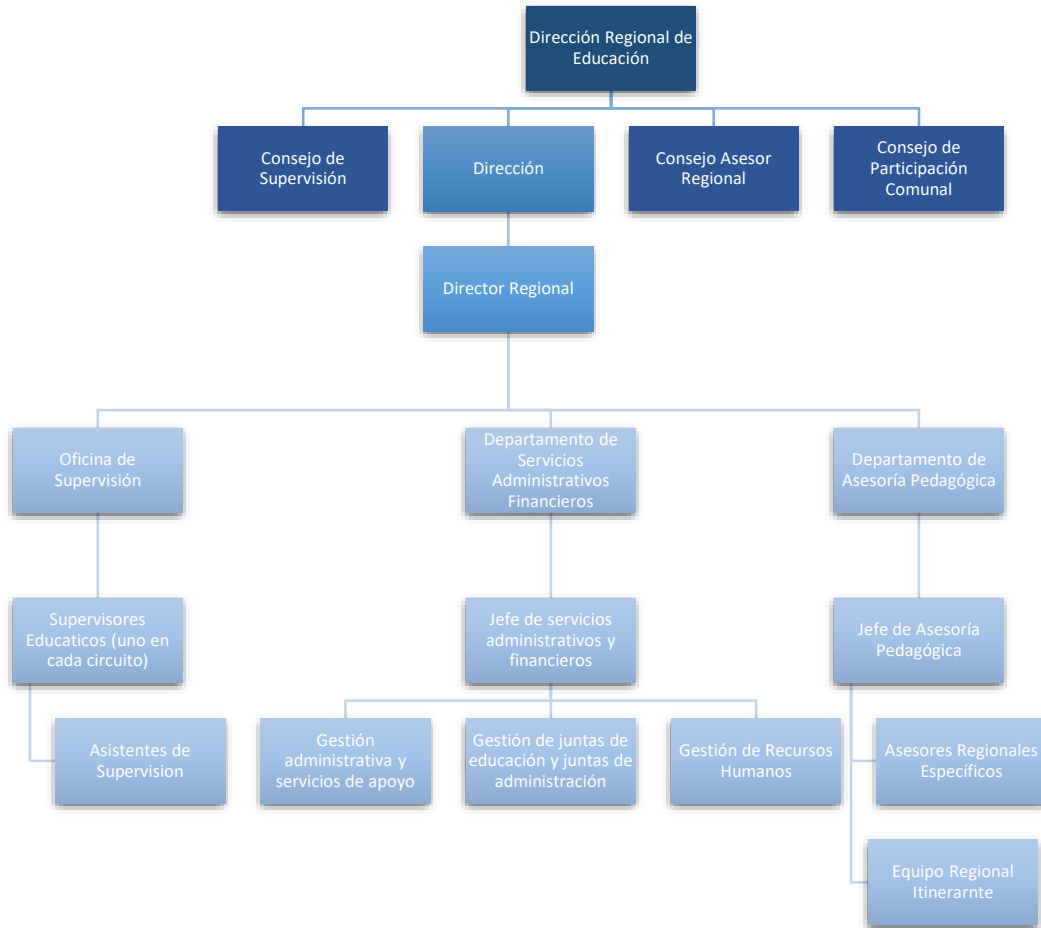 Dirección Regional de
Educación
Consejo de
Supervisión
Dirección
Consejo Asesor
Regional
Consejo de
Participación
Comunal
Director Regional
Oficina de
Supervisión
Departamento de
Servicios
Administrativos
Financieros
Departamento de
Asesoría Pedagógica
Supervisores
Educaticos (uno en
cada circuito)
Jefe de servicios
administrativos y
financieros
Jefe de Asesoría
Pedagógica
Asistentes de
Supervision
Gestión
administrativa y
servicios de apoyo
Gestión de juntas de
educación y juntas de
administración
Gestión de Recursos
Humanos
Asesores Regionales
Específicos
Equipo Regional
Itinerarnte